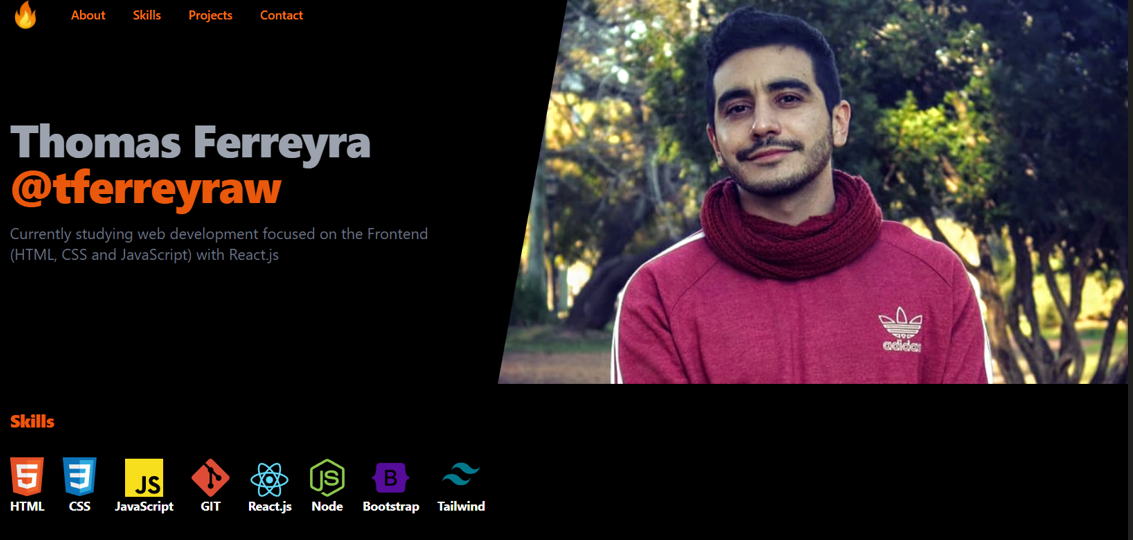 About Skills Projects Contact
Thomas Ferreyra
@tferreyraw
Currently studying web development focused on the Frontend
(HTML, CSS and JavaScript) with React.js
adidas
Skills
5 3 JS JS B
HTML CSS JavaScript GIT React.js Node Bootstrap Tailwind